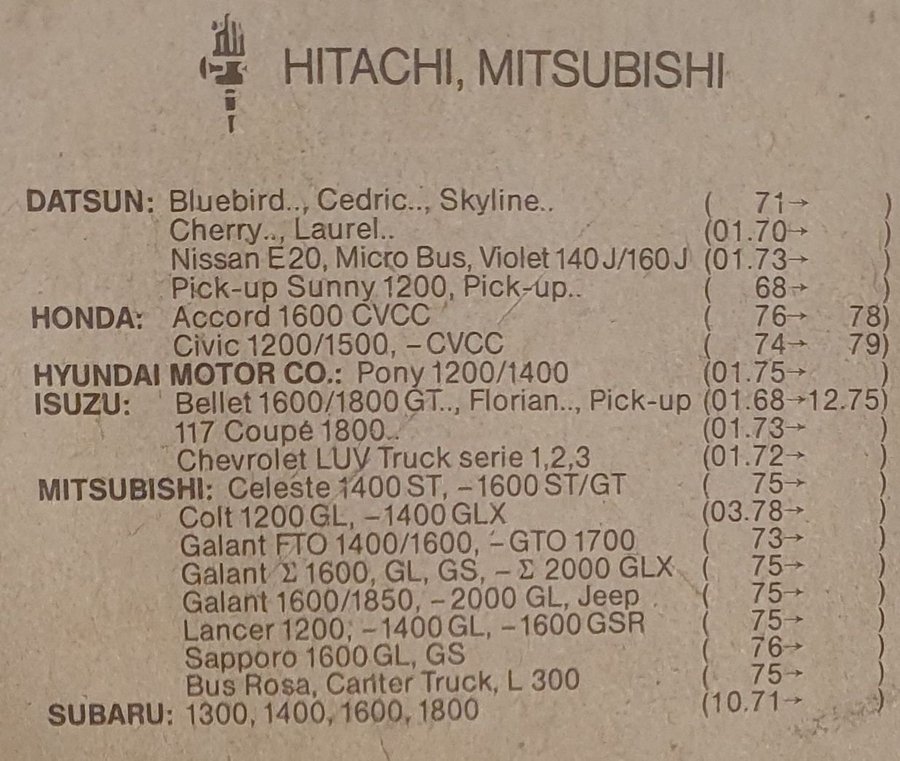 HITACHI, MITSUBISHI
DATSUN: Bluebird.., Cedric.., Skyline.. ( 71→ )
Cherry.., Laurel.. (01.70→ )
Nissan E20, Micro Bus, Violet 140J/160J (01.73→ )
Pick-up Sunny 1200, Pick-up.. ( 68→ )
HONDA: Accord 1600 CVCC ( 76→ 78)
Civic 1200/1500, –CVCC ( 74→ 79)
HYUNDAI MOTOR CO.: Pony 1200/1400 (01.75→ )
ISUZU: Bellet 1600/1800 GT.., Florian.., Pick-up (01.68→12.75)
117 Coupé 1800.. (01.73→ )
Chevrolet LUV Truck serie 1,2,3 (01.72→ )
MITSUBISHI: Celeste 1400 ST, –1600 ST/GT ( 75→ )
Colt 1200 GL, –1400 GLX (03.78→ )
Galant FTO 1400/1600, –GTO 1700 ( 73→ )
Galant Σ 1600, GL, GS, –Σ 2000 GLX ( 75→ )
Galant 1600/1850, –2000 GL, Jeep ( 75→ )
Lancer 1200, –1400 GL, –1600 GSR ( 75→ )
Sapporo 1600 GL, GS ( 76→ )
Bus Rosa, Canter Truck, L 300 ( 75→ )
SUBARU: 1300, 1400, 1600, 1800 (10.71→ )